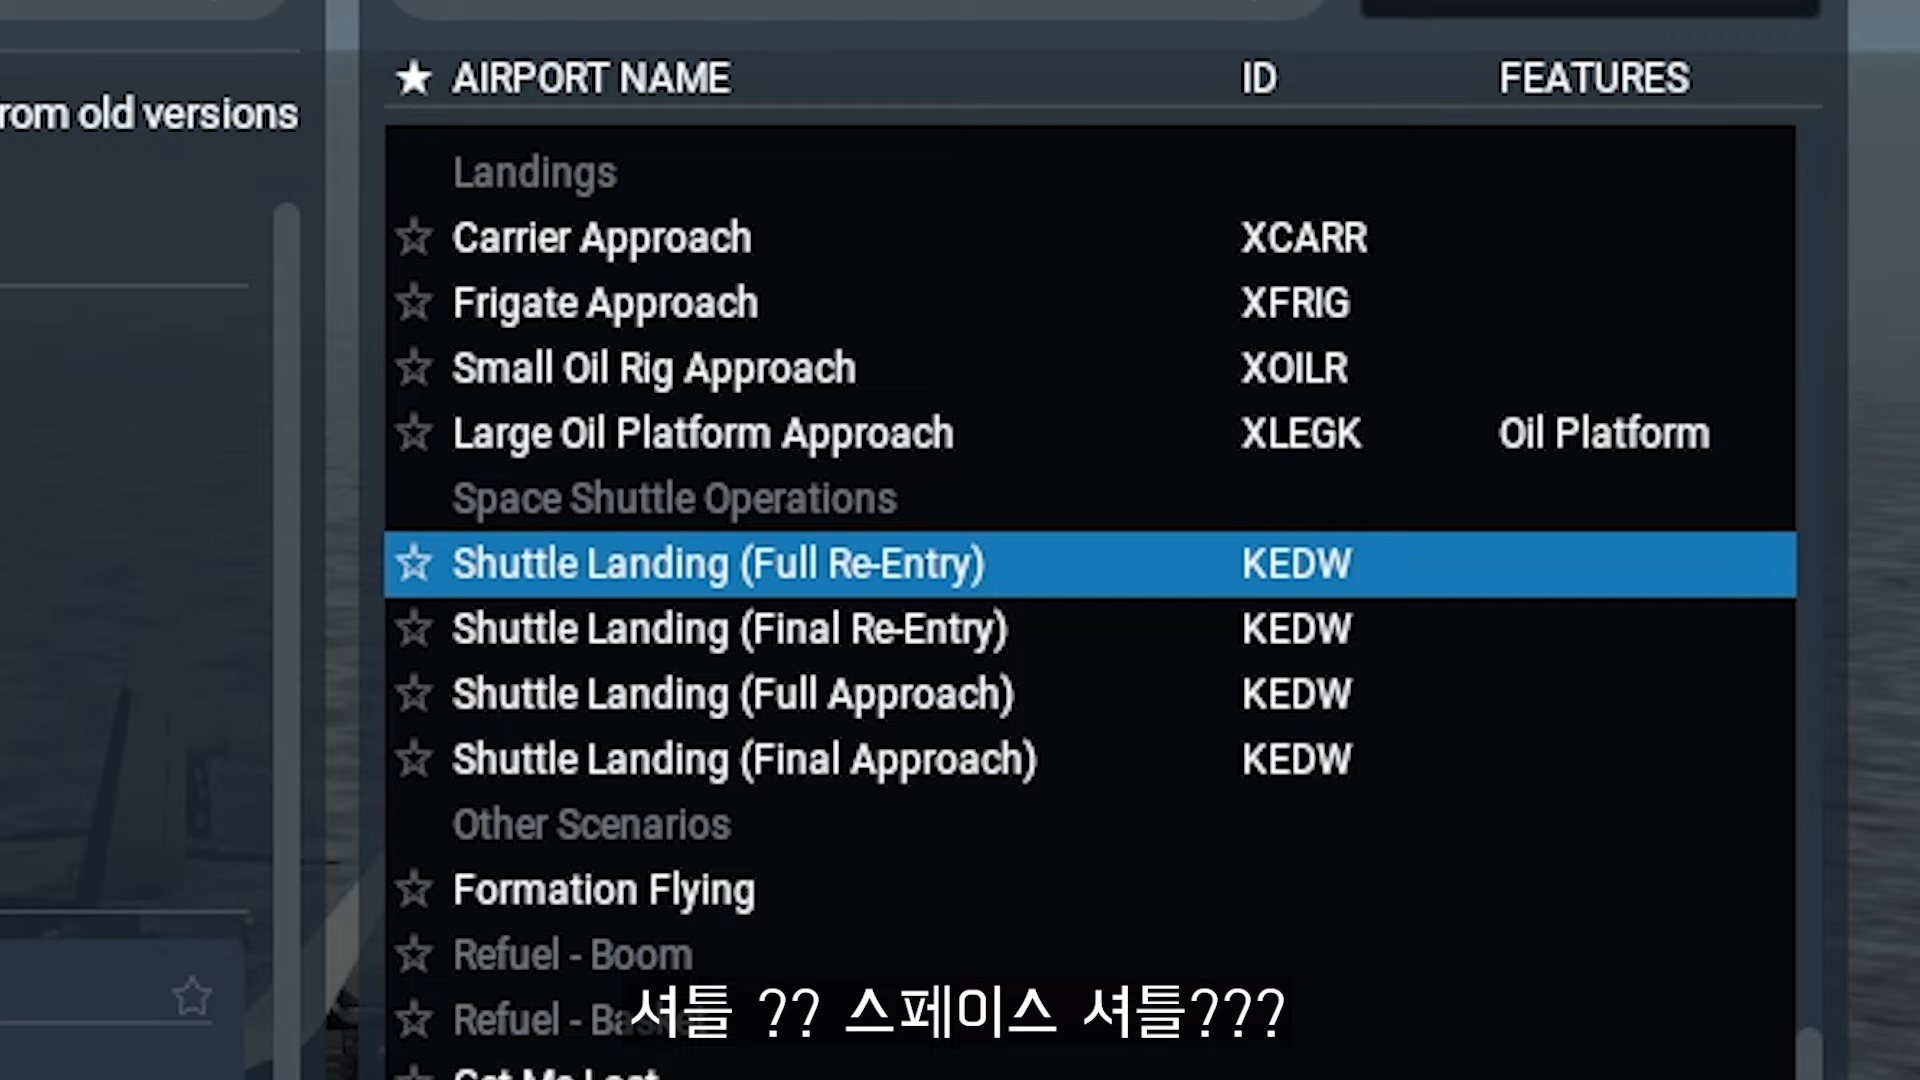 ★ AIRPORT NAME ID FEATURES
rom old versions
Landings
Carrier Approach XCARR
Frigate Approach XFRIG
Small Oil Rig Approach XOILR
Large Oil Platform Approach XLEGK Oil Platform
Space Shuttle Operations
Shuttle Landing (Full Re-Entry) KEDW
Shuttle Landing (Final Re-Entry) KEDW
Shuttle Landing (Full Approach) KEDW
Shuttle Landing (Final Approach) KEDW
Other Scenarios
Formation Flying
Refuel - Boom
Refuel -
셔틀 ?? 스페이스 셔틀???